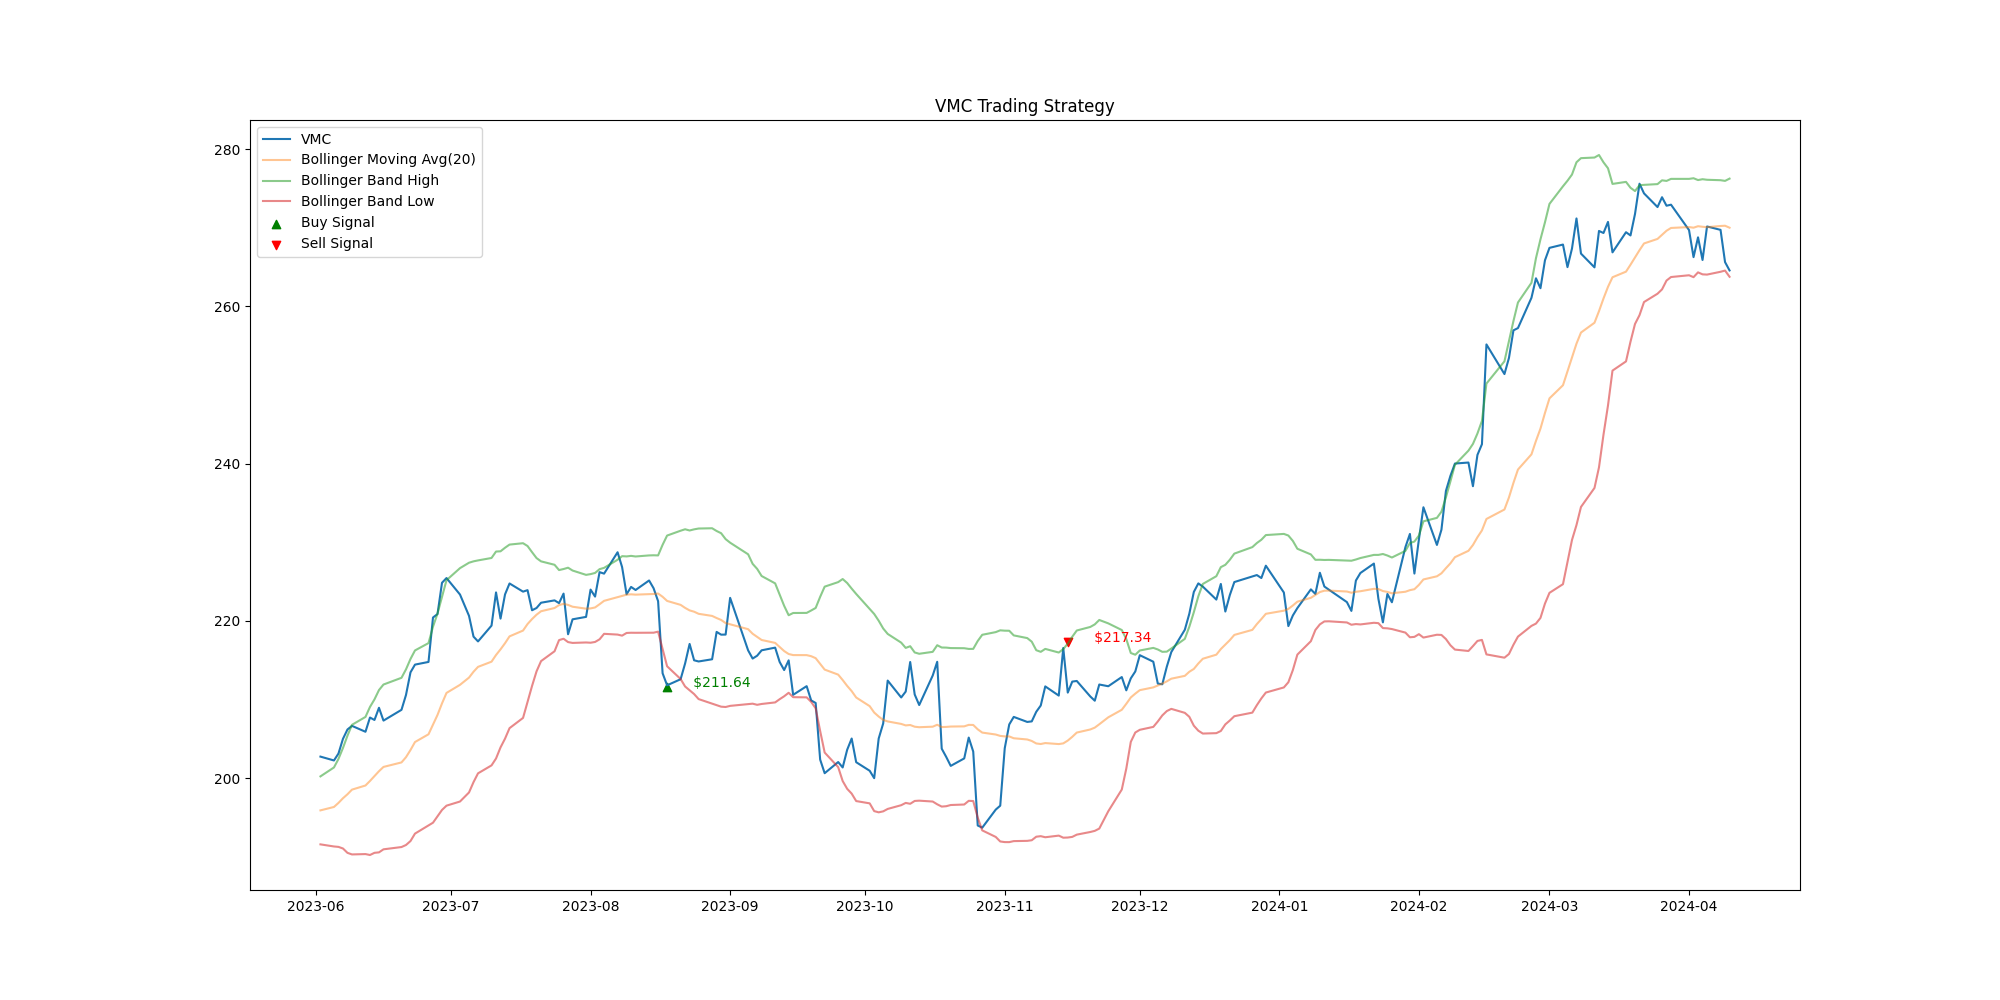 VMC Trading Strategy
VMC
Bollinger Moving Avg(20)
Bollinger Band High
Bollinger Band Low
Buy Signal
Sell Signal
280
260
240
220
200
$211.64
$217.34
2023-06 2023-07 2023-08 2023-09 2023-10 2023-11 2023-12 2024-01 2024-02 2024-03 2024-04